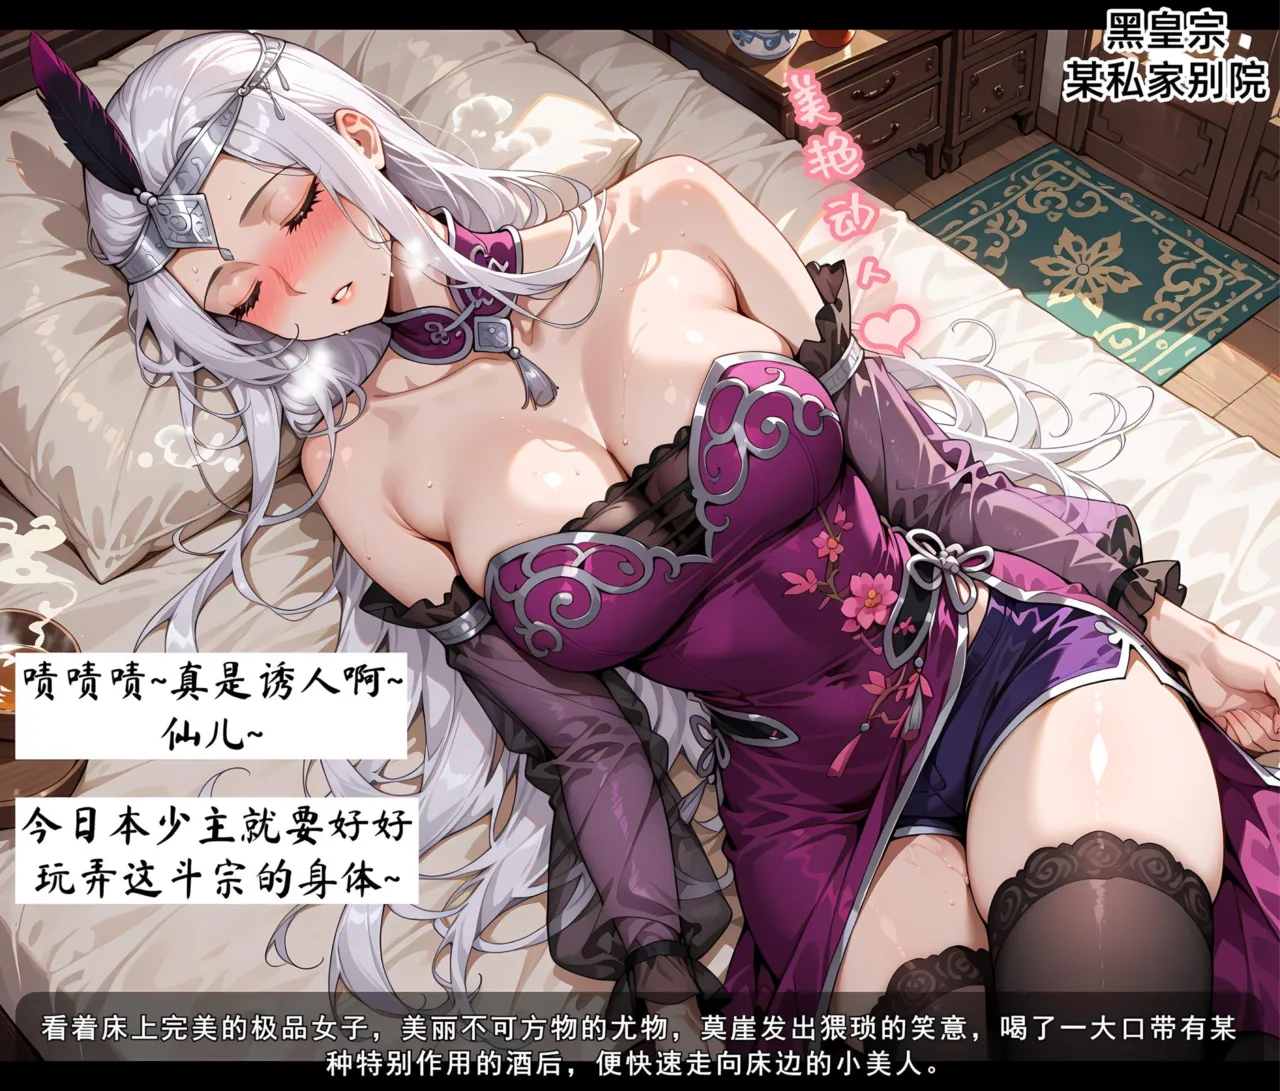 黑皇宗
某私家别院
美艳动人
啧啧啧~真是诱人啊~
仙儿~
今日本少主就要好好
玩弄这斗宗的身体~
看着床上完美的极品女子，美丽不可方物的尤物，莫崖发出猥琐的笑意，喝了一大口带有某
种特别作用的酒后，便快速走向床边的小美人。